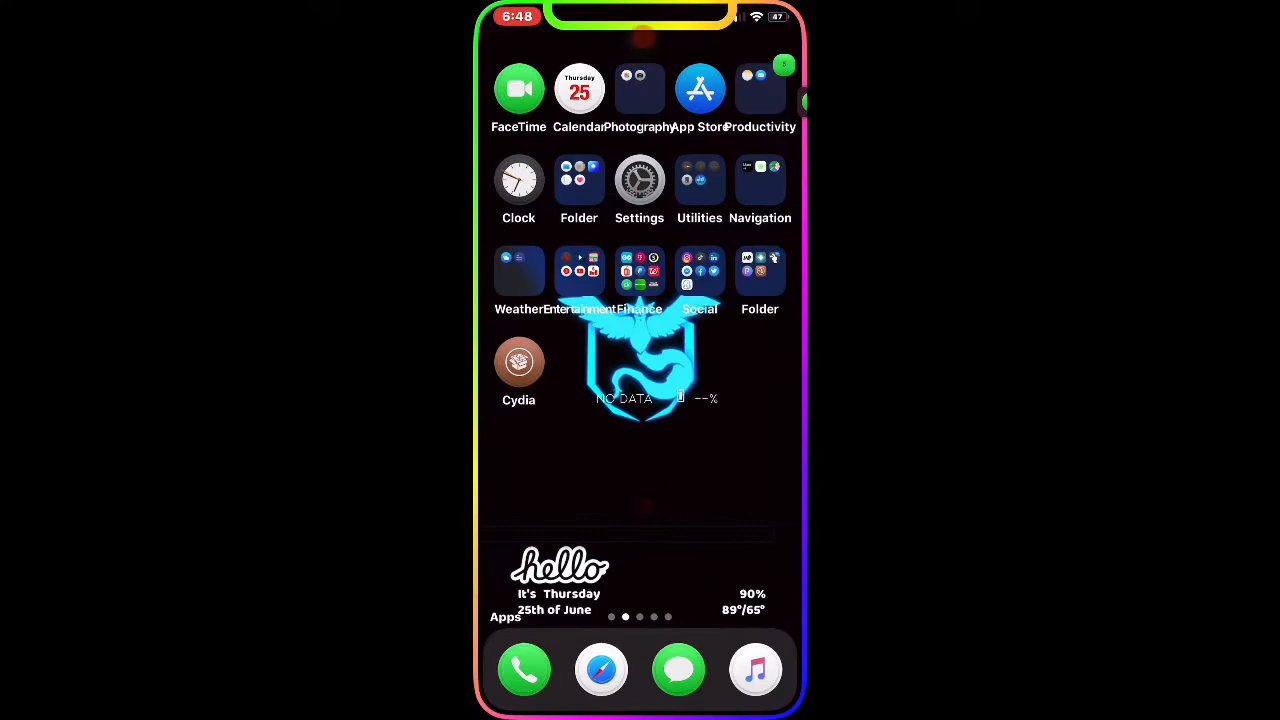 6:48
47
5
Thursday
25
FaceTime Calendar Photography App Store Productivity
Clock Folder Settings Utilities Navigation
Weather Entertainment Finance Social Folder
Cydia
NO DATA --%
hello
It's Thursday 90%
25th of June 89°/65°
Apps